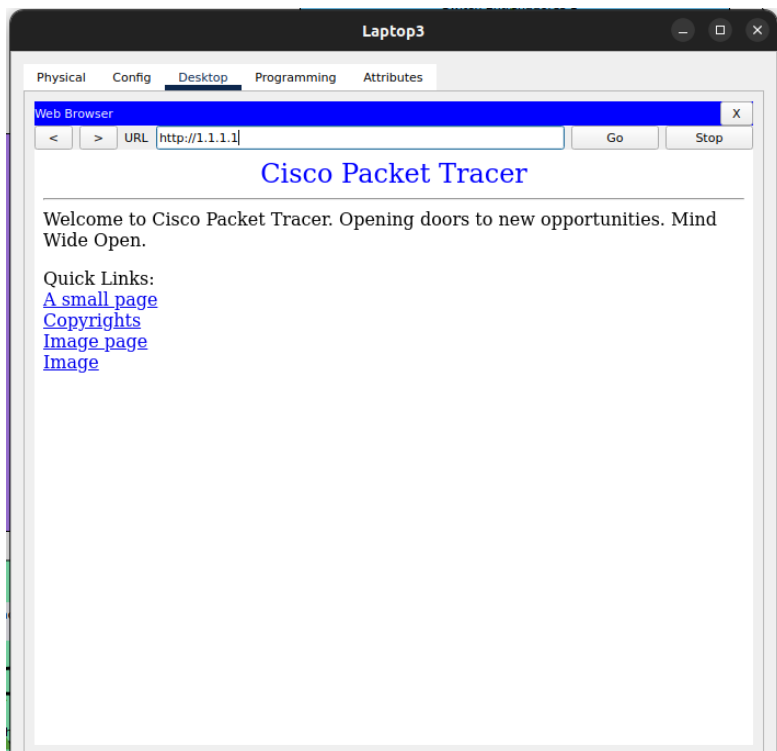 Laptop3
Physical Config Desktop Programming Attributes
Web Browser X
< > URL http://1.1.1.1 Go Stop
Cisco Packet Tracer
Welcome to Cisco Packet Tracer. Opening doors to new opportunities. Mind
Wide Open.
Quick Links:
A small page
Copyrights
Image page
Image